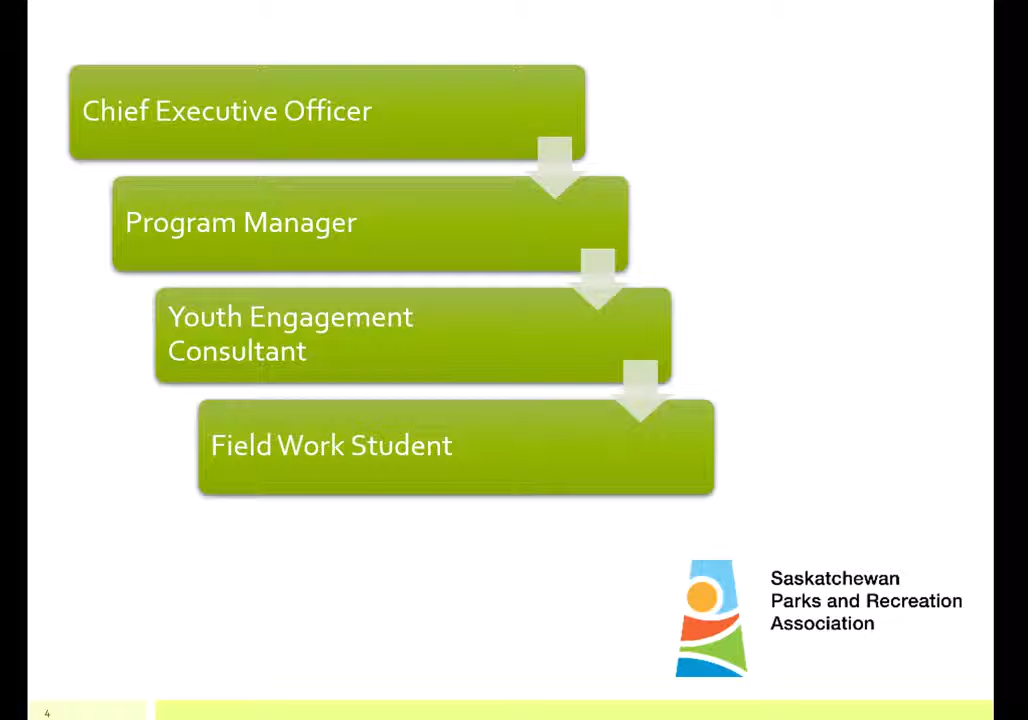 Chief Executive Officer
Program Manager
Youth Engagement
Consultant
Field Work Student
Saskatchewan
Parks and Recreation
Association
4